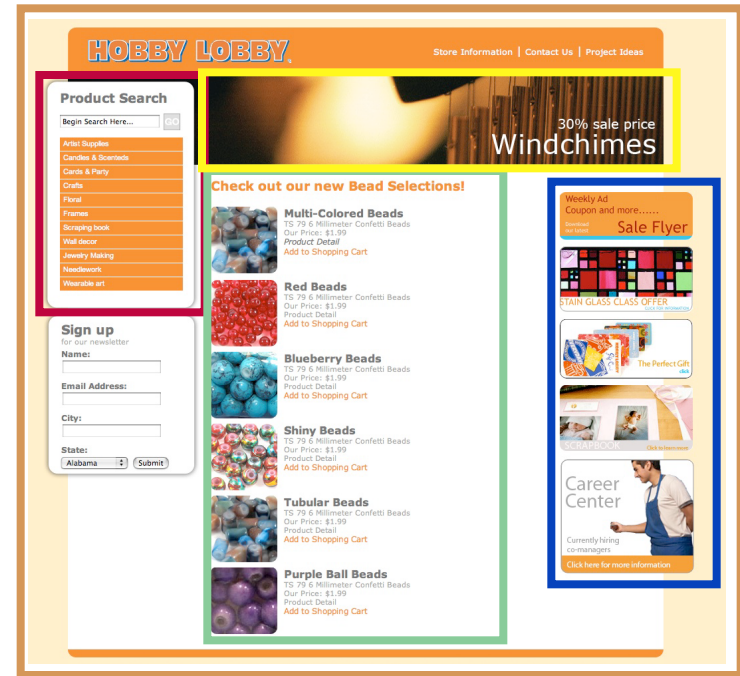 HOBBY LOBBY®
Store Information | Contact Us | Project Ideas
Product Search
Begin Search Here...
GO
Artist Supplies
Candles & Scenteds
Cards & Party
Crafts
Floral
Frames
Scraping book
Wall decor
Jewelry Making
Needlework
Wearable art
Sign up
for our newsletter
Name:
Email Address:
City:
State:
Alabama
Submit
30% sale price
Windchimes
Check out our new Bead Selections!
Multi-Colored Beads
TS 79 6 Millimeter Confetti Beads
Our Price: $1.99
Product Detail
Add to Shopping Cart
Red Beads
TS 79 6 Millimeter Confetti Beads
Our Price: $1.99
Product Detail
Add to Shopping Cart
Blueberry Beads
TS 79 6 Millimeter Confetti Beads
Our Price: $1.99
Product Detail
Add to Shopping Cart
Shiny Beads
TS 79 6 Millimeter Confetti Beads
Our Price: $1.99
Product Detail
Add to Shopping Cart
Tubular Beads
TS 79 6 Millimeter Confetti Beads
Our Price: $1.99
Product Detail
Add to Shopping Cart
Purple Ball Beads
TS 79 6 Millimeter Confetti Beads
Our Price: $1.99
Product Detail
Add to Shopping Cart
Weekly Ad
Coupon and more......
Download
our Latest
Sale Flyer
STAIN GLASS CLASS OFFER
The Perfect Gift
click
SCRAPBOOK
Click to learn more
Career
Center
Currently hiring
co-managers
Click here for more information